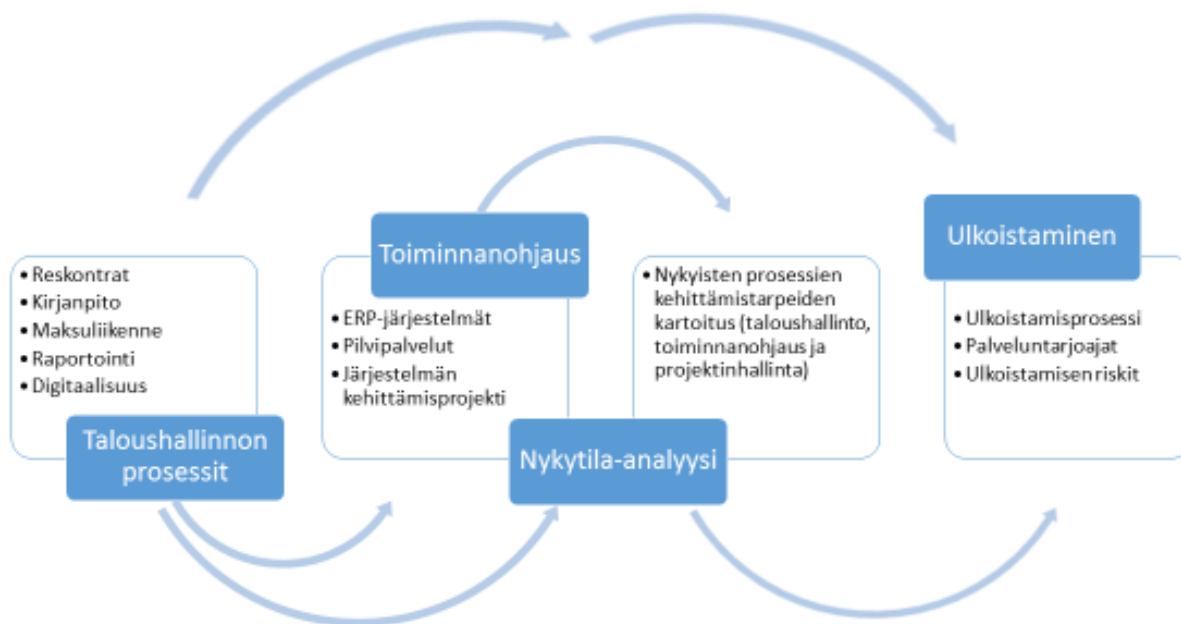 • Reskontrat
• Kirjanpito
• Maksuliikenne
• Raportointi
• Digitaalisuus
Taloushallinnon
prosessit
Toiminnanohjaus
• ERP-järjestelmät
• Pilvipalvelut
• Järjestelmän
kehittämisprojekti
• Nykyisten prosessien
kehittämistarpeiden
kartoitus (taloushallinto,
toiminnanohjaus ja
projektinhallinta)
Nykytila-analyysi
Ulkoistaminen
• Ulkoistamisprosessi
• Palveluntarjoajat
• Ulkoistamisen riskit